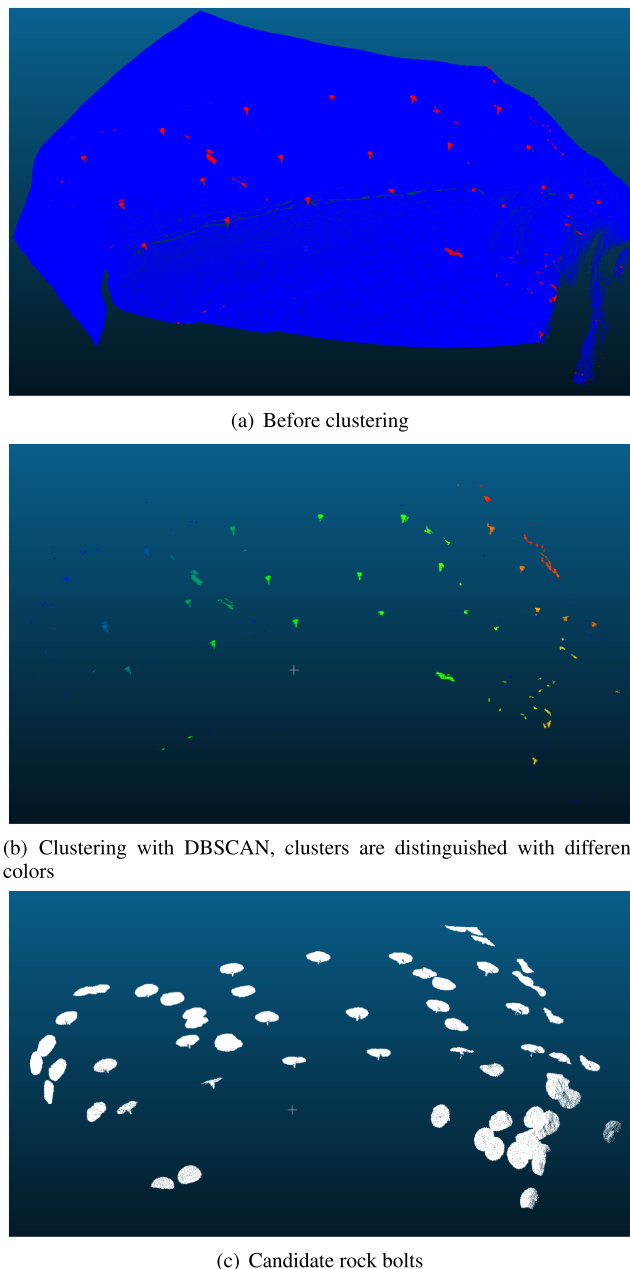 (a) Before clustering
(b) Clustering with DBSCAN, clusters are distinguished with differen
colors
(c) Candidate rock bolts